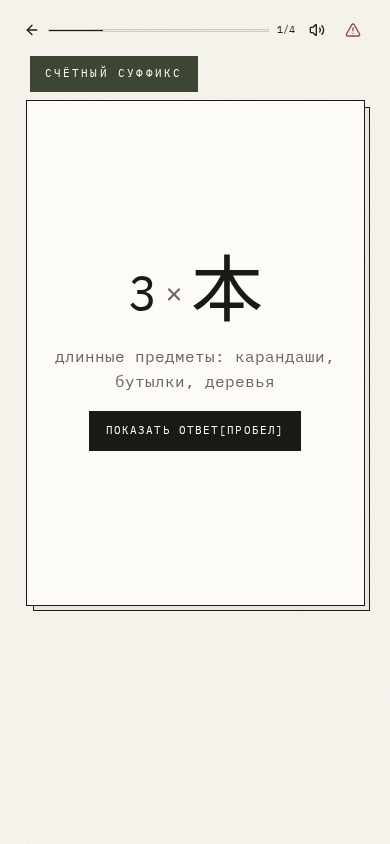 1/4
СЧЁТНЫЙ СУФФИКС
3 × 本
длинные предметы: карандаши,
бутылки, деревья
ПОКАЗАТЬ ОТВЕТ[ПРОБЕЛ]